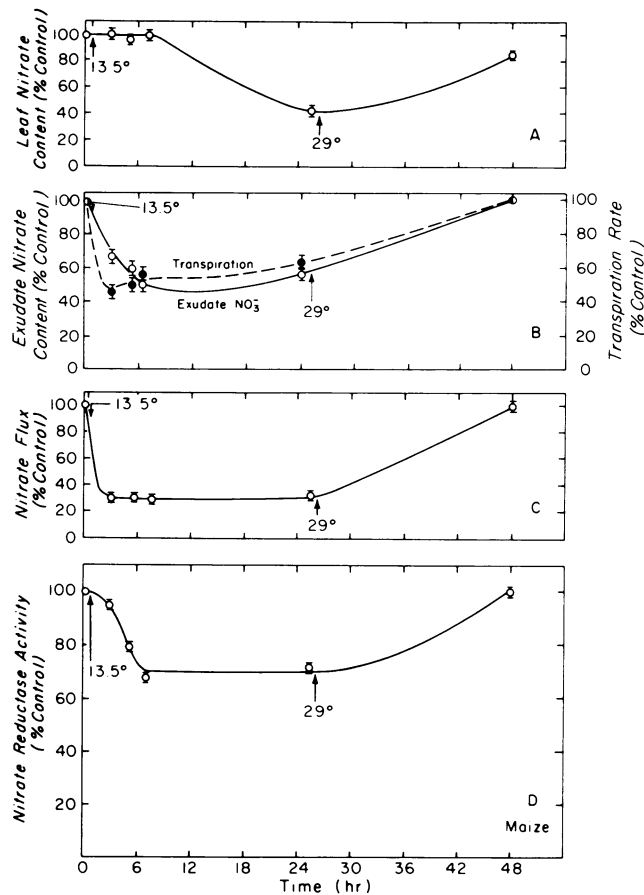 Leaf Nitrate
Content (% Control)
100
80
60
40
20
0
13.5°
29°
A
Exudate Nitrate
Content (% Control)
100
80
60
40
20
0
13.5°
Transpiration
Exudate NO₃⁻
29°
B
100
80
60
40
20
0
Transpiration Rate
(% Control)
Nitrate Flux
(% Control)
100
80
60
40
20
0
13 5°
29°
C
Nitrate Reductase Activity
(% Control)
100
80
60
40
20
13.5°
29°
D
Maize
0 6 12 18 24 30 36 42 48
Time (hr)